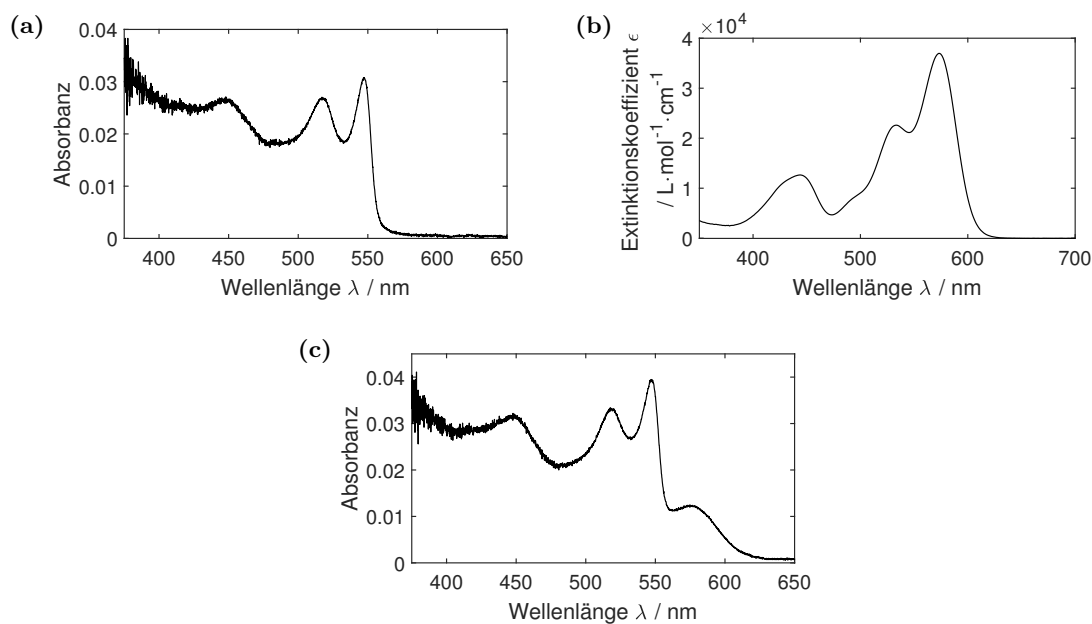 (a)
0.04
0.03
0.02
0.01
0
Absorbanz
400 450 500 550 600 650
Wellenlänge λ / nm
(b)
×10⁴
4
3
2
1
0
Extinktionskoeffizient ϵ
/ L·mol⁻¹·cm⁻¹
400 500 600 700
Wellenlänge λ / nm
(c)
0.04
0.03
0.02
0.01
0
Absorbanz
400 450 500 550 600 650
Wellenlänge λ / nm